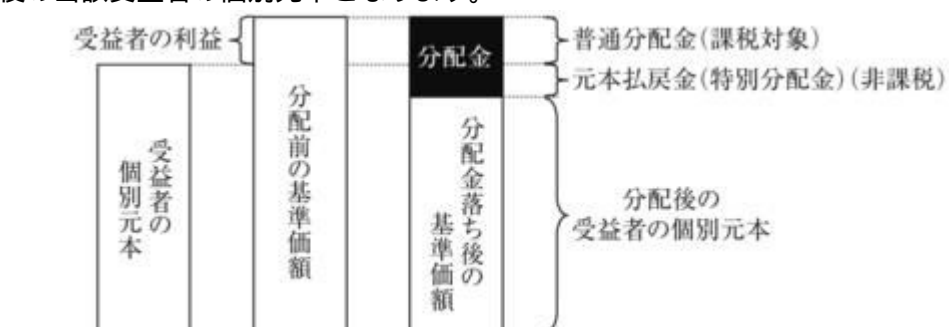 受益者の利益
分配金
普通分配金(課税対象)
元本払戻金(特別分配金)(非課税)
受益者の
個別元本
分配前の基準価額
分配金落ち後の
基準価額
分配後の
受益者の個別元本